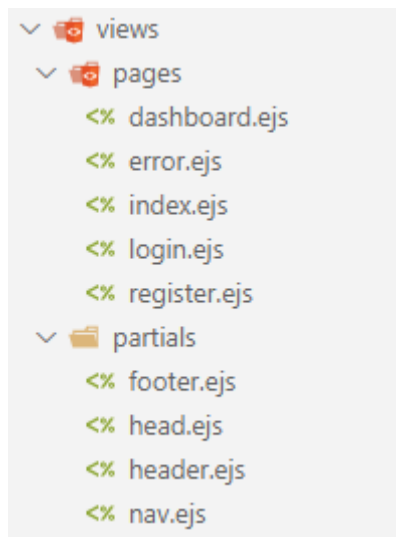 views
pages
<% dashboard.ejs
<% error.ejs
<% index.ejs
<% login.ejs
<% register.ejs
partials
<% footer.ejs
<% head.ejs
<% header.ejs
<% nav.ejs